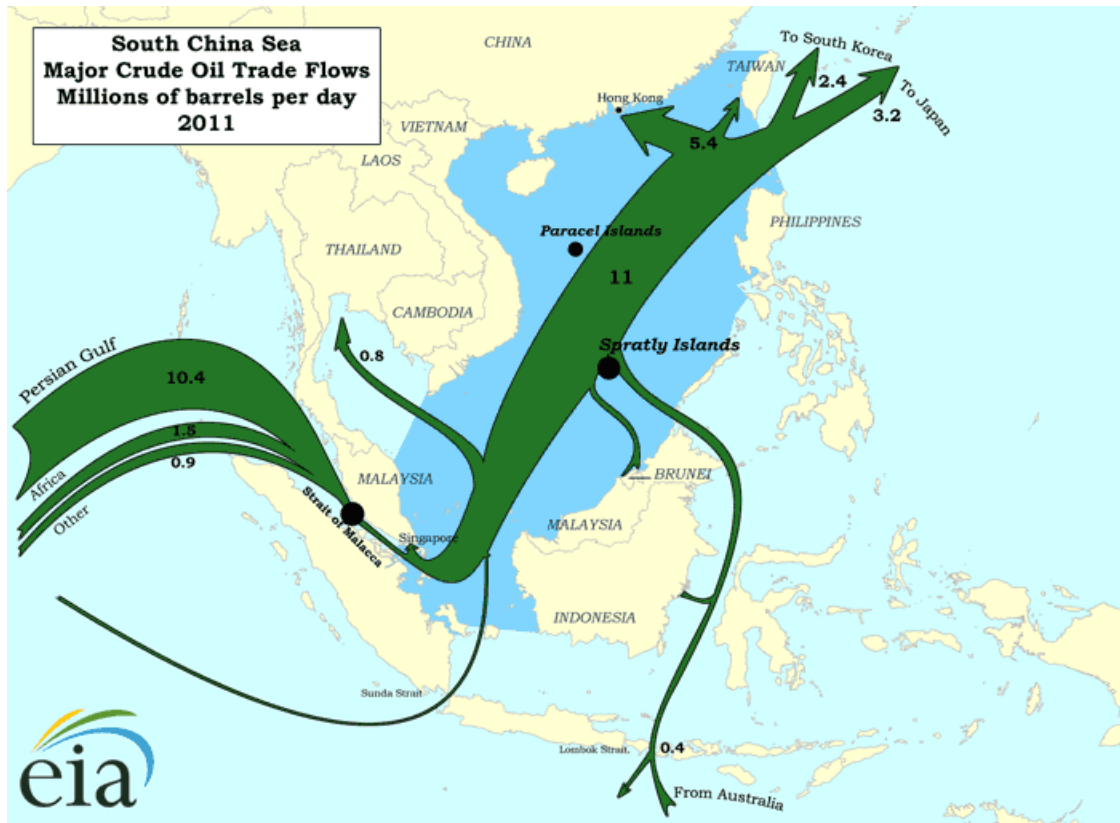 South China Sea
Major Crude Oil Trade Flows
Millions of barrels per day
2011
CHINA
To South Korea
TAIWAN
2.4
To Japan
3.2
Hong Kong
VIETNAM
5.4
LAOS
PHILIPPINES
Paracel Islands
THAILAND
11
CAMBODIA
Spratly Islands
0.8
Persian Gulf
10.4
1.5
0.9
Africa
Other
MALAYSIA
BRUNEI
Strait of Malacca
Singapore
MALAYSIA
INDONESIA
Sunda Strait
Lombok Strait.
0.4
From Australia
eia